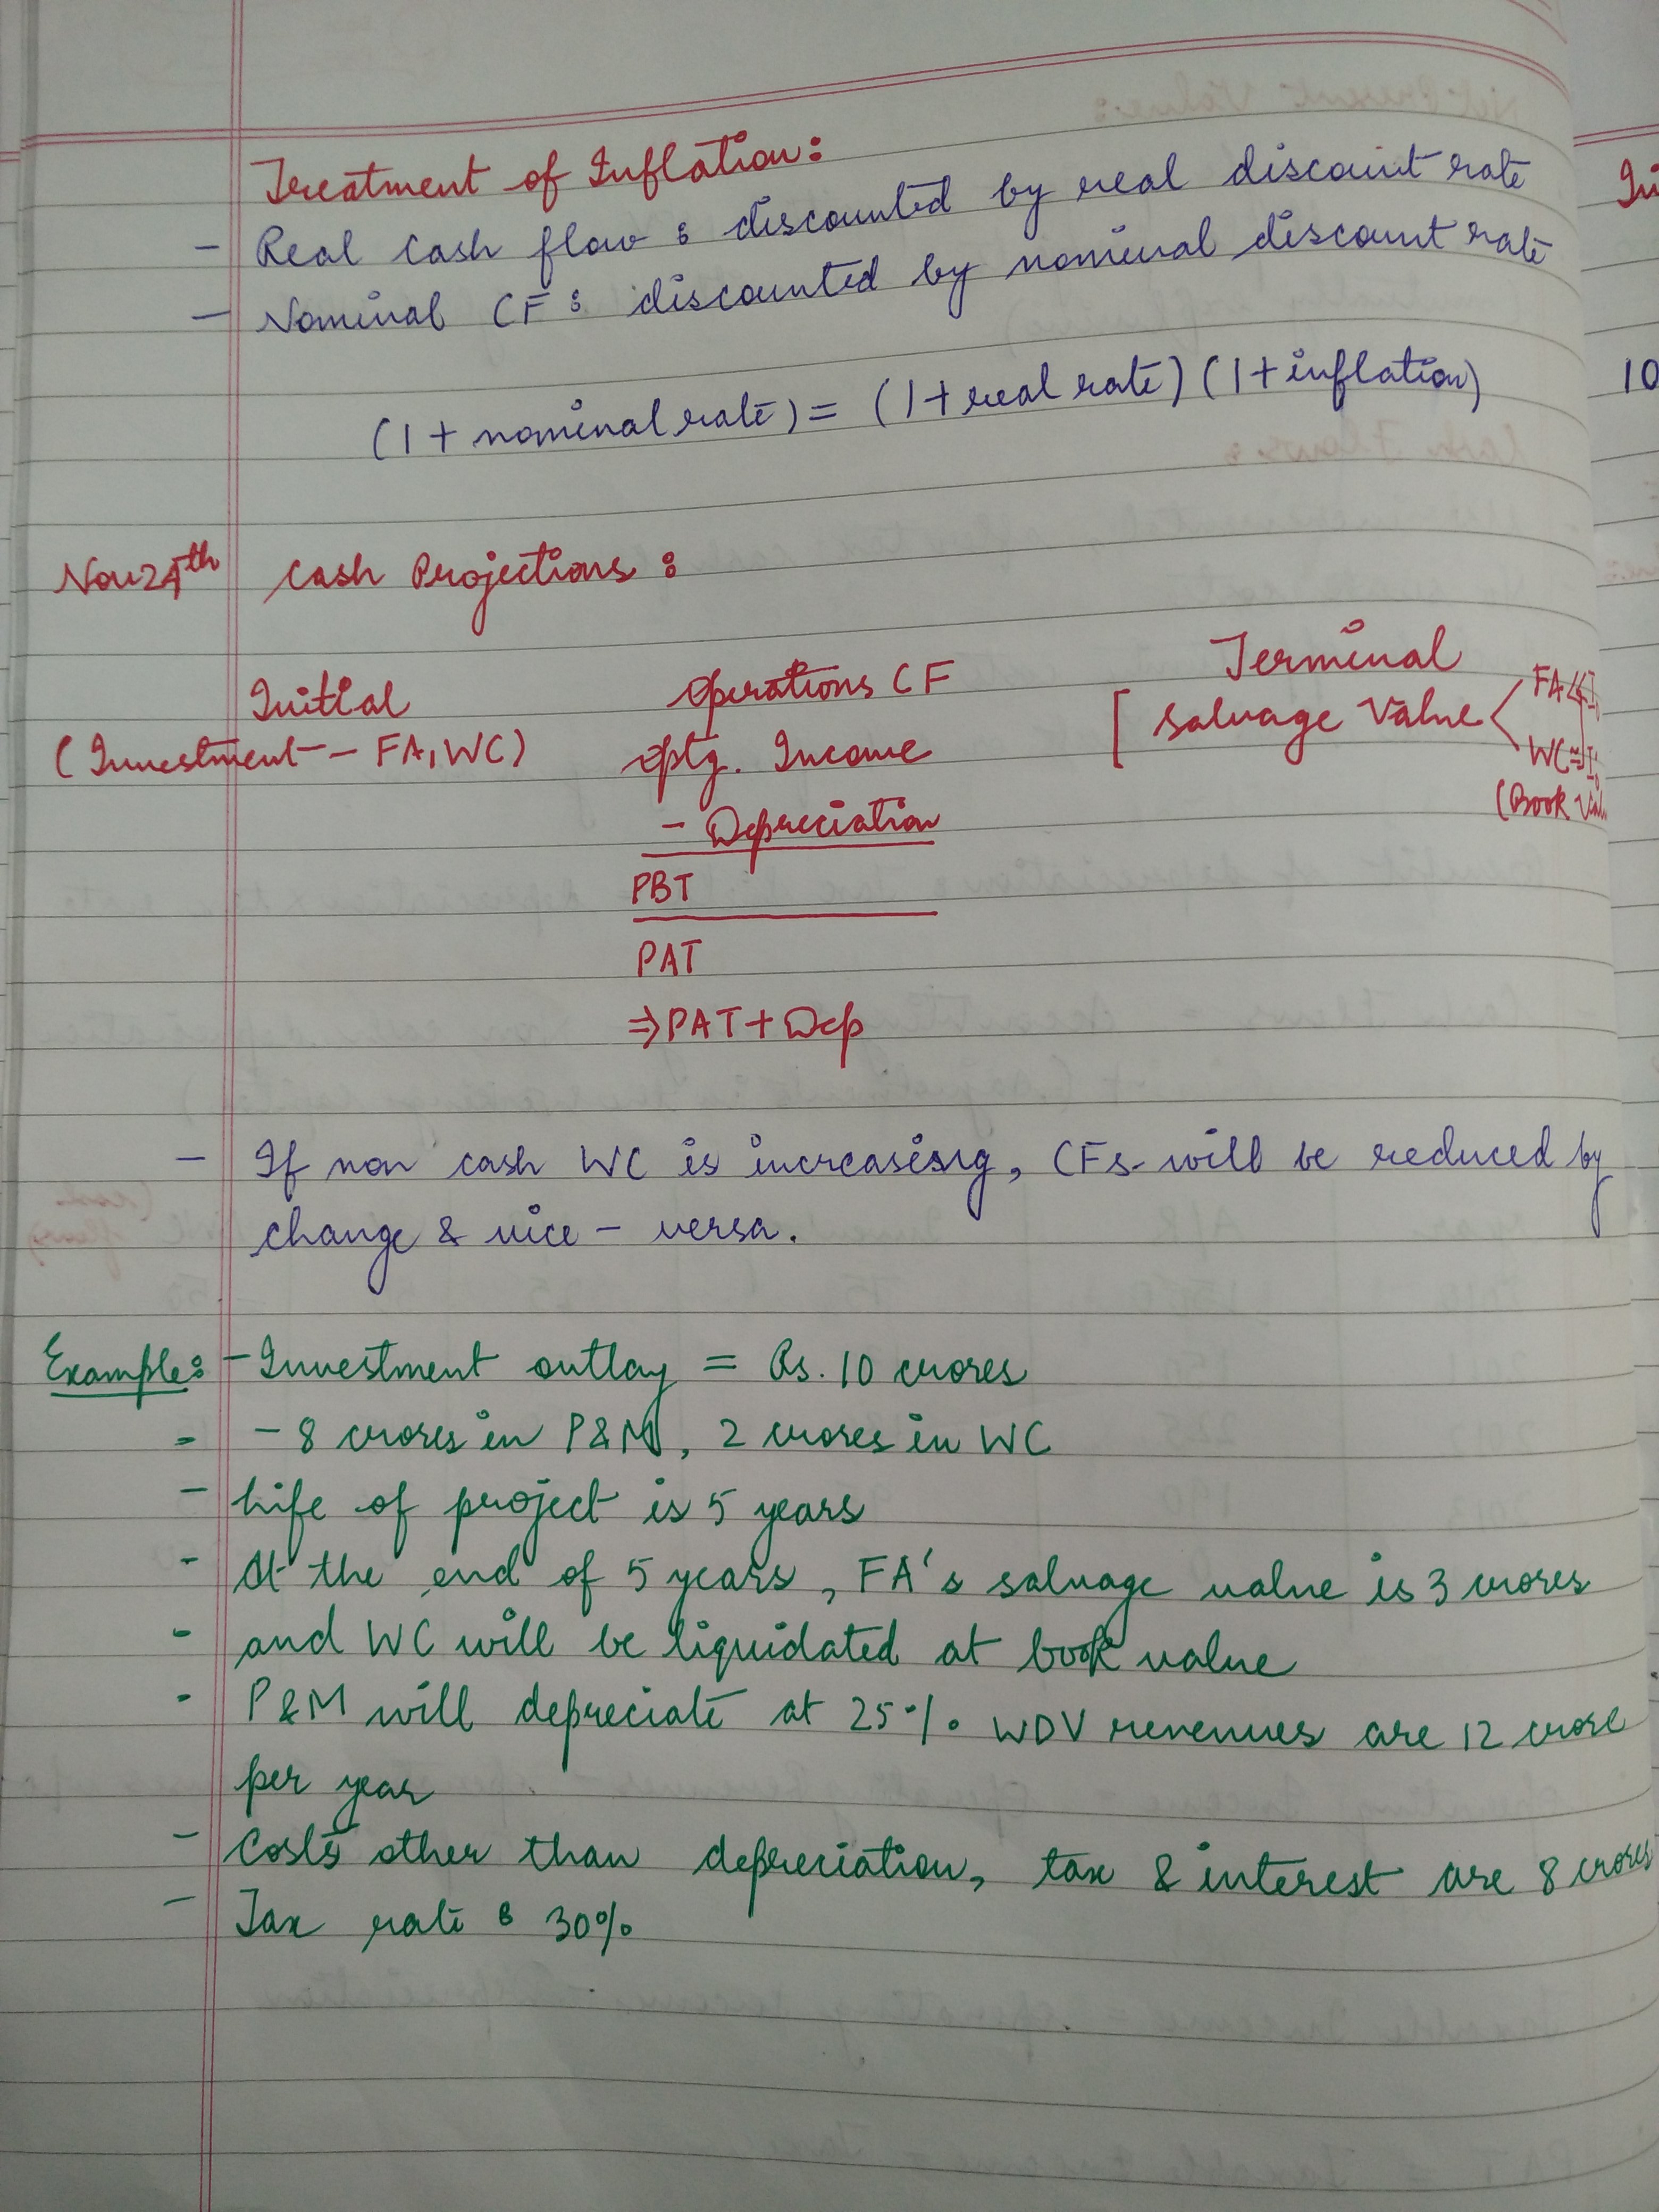 Treatment of Inflation:
- Real cash flow : discounted by real discount rate
- Nominal CF : discounted by nominal discount rate
(1 + nominal rate) = (1 + real rate) (1 + inflation)
10
Nov 24th Cash Projections :
Initial
(Investment - FA, WC)
Operations CF
Optg. Income
- Depreciation
PBT
PAT
⇒ PAT + Dep
Terminal
[ Salvage Value < FA
WC
(Book
- If non cash WC is increasing, CFs will be reduced by
change & vice - versa.
Example: - Investment outlay = Rs. 10 crores
- - 8 crores in P&M, 2 crores in WC
- Life of project is 5 years
- At the end of 5 years, FA's salvage value is 3 crores
- and WC will be liquidated at book value
- P&M will depreciate at 25% WDV revenues are 12 crore
per year
- Costs other than depreciation, tax & interest are 8 crores
- Tax rate : 30%